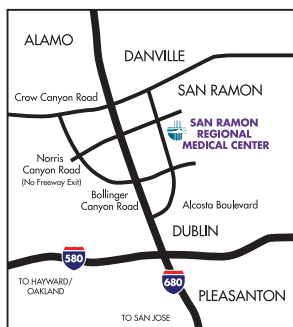 ALAMO
DANVILLE
SAN RAMON
Crow Canyon Road
SAN RAMON
REGIONAL
MEDICAL CENTER
Norris
Canyon Road
(No Freeway Exit)
Bollinger
Canyon Road
Alcosta Boulevard
DUBLIN
580
TO HAYWARD/
OAKLAND
680
PLEASANTON
TO SAN JOSE